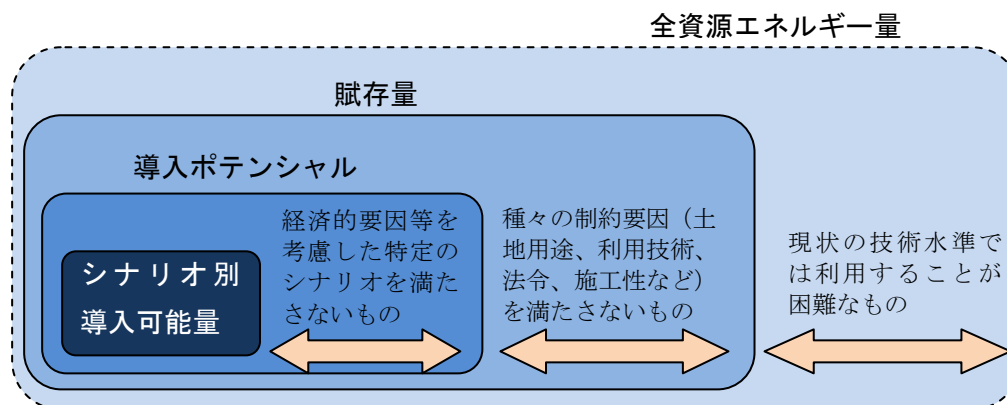 全資源エネルギー量
賦存量
導入ポテンシャル
シナリオ別
導入可能量
経済的要因等を
考慮した特定の
シナリオを満た
さないもの
種々の制約要因（土
地用途、利用技術、
法令、施工性など）
を満たさないもの
現状の技術水準で
は利用することが
困難なもの